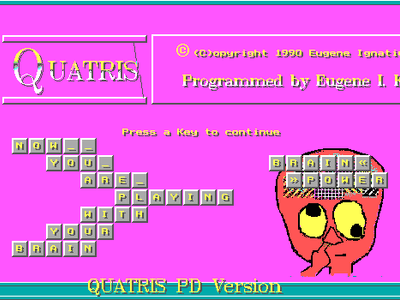 QUATRIS
© (C)opyright 1990 Eugene Ignati
Programmed by Eugene I. K
Press a Key to continue
NOW__
YOU_
ARE_
PLAYING
WITH
YOUR
BRAIN
BRAIN«
»POWER
QUATRIS PD Version